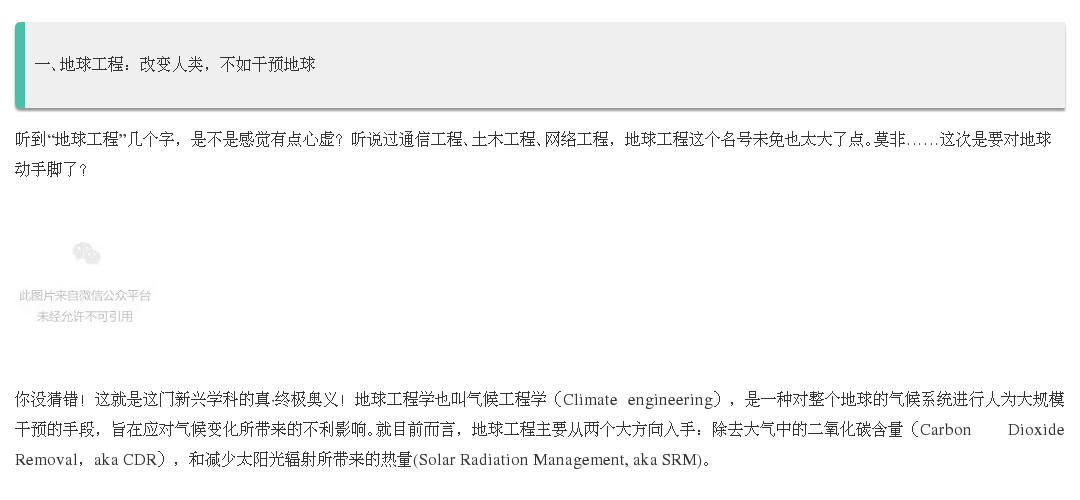 一、地球工程：改变人类，不如干预地球
听到“地球工程”几个字，是不是感觉有点心虚？听说过通信工程、土木工程、网络工程，地球工程这个名号未免也太大了点。莫非……这次是要对地球
动手脚了？
此图片来自微信公众平台
未经允许不可引用
你没猜错！这就是这门新兴学科的真·终极奥义！地球工程学也叫气候工程学（Climate engineering），是一种对整个地球的气候系统进行人为大规模
干预的手段，旨在应对气候变化所带来的不利影响。就目前而言，地球工程主要从两个大方向入手：除去大气中的二氧化碳含量（Carbon Dioxide
Removal，aka CDR），和减少太阳光辐射所带来的热量(Solar Radiation Management, aka SRM)。